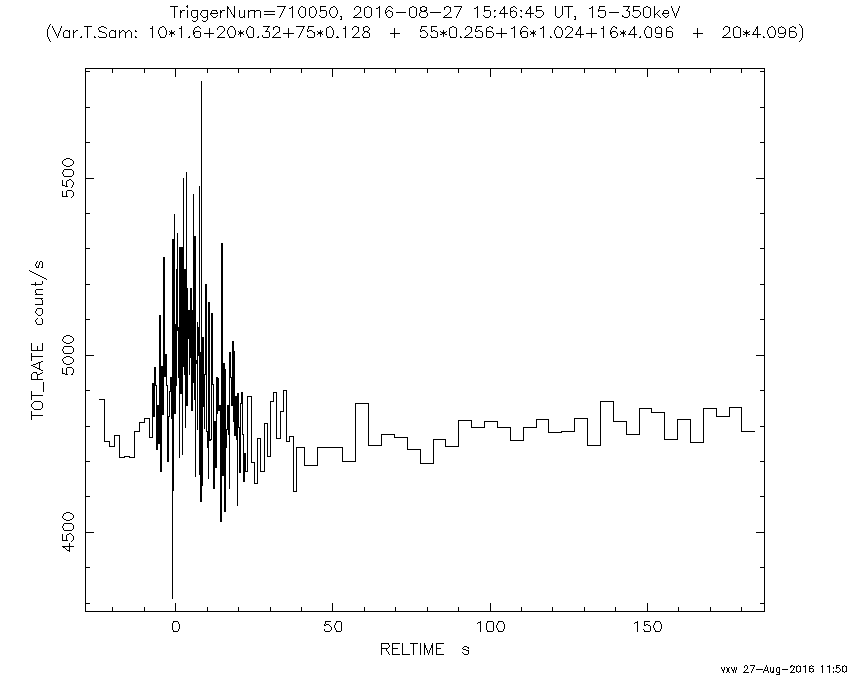 TriggerNum=710050, 2016-08-27 15:46:45 UT, 15-350keV
(Var.T.Sam: 10*1.6+20*0.32+75*0.128 + 55*0.256+16*1.024+16*4.096 + 20*4.096)
5500
5000
4500
TOT_RATE count/s
0 50 100 150
RELTIME s
vxw 27-Aug-2016 11:50